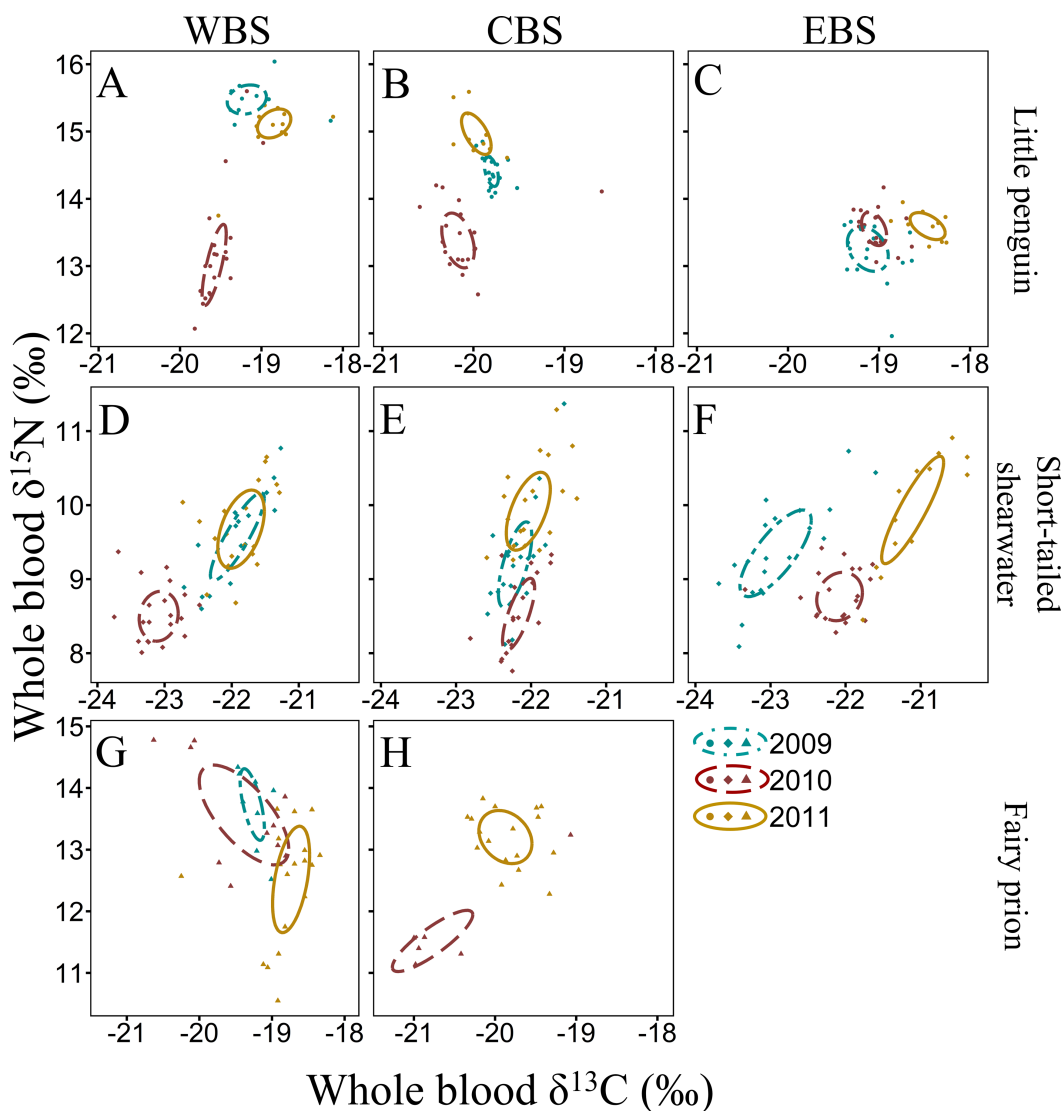 WBS CBS EBS
A B C
16
15
14
13
12
-21 -20 -19 -18 -21 -20 -19 -18 -21 -20 -19 -18
Little penguin
D E F
11
10
9
8
-24 -23 -22 -21 -24 -23 -22 -21 -24 -23 -22 -21
Short-tailed
shearwater
G H
15
14
13
12
11
-21 -20 -19 -18 -21 -20 -19 -18
2009
2010
2011
Fairy prion
Whole blood δ¹⁵N (‰)
Whole blood δ¹³C (‰)